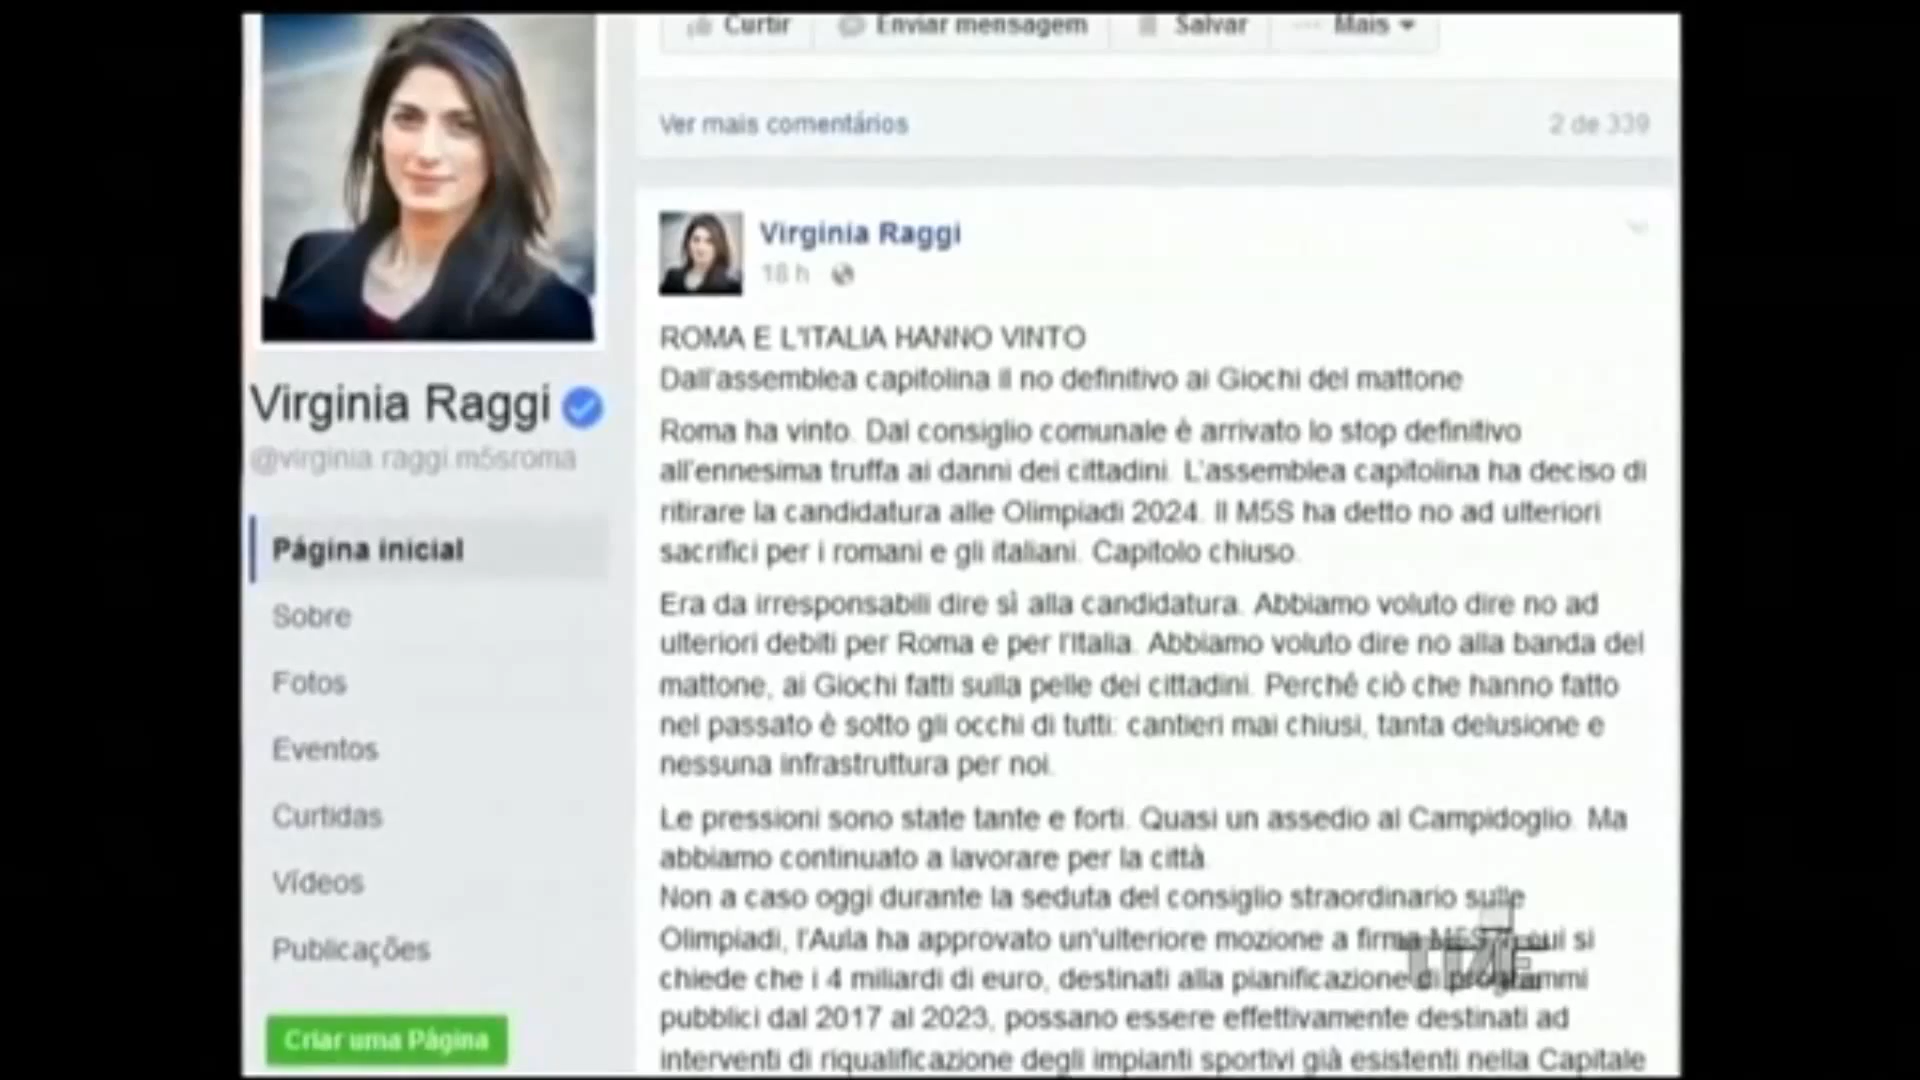 Curtir Enviar mensagem Salvar Mais
Ver mais comentários 2 de 339
Virginia Raggi
@virginia.raggi.m5sroma
Página inicial
Sobre
Fotos
Eventos
Curtidas
Vídeos
Publicações
Criar uma Página
Virginia Raggi
18 h
ROMA E L'ITALIA HANNO VINTO
Dall'assemblea capitolina il no definitivo ai Giochi del mattone
Roma ha vinto. Dal consiglio comunale è arrivato lo stop definitivo
all'ennesima truffa ai danni dei cittadini. L'assemblea capitolina ha deciso di
ritirare la candidatura alle Olimpiadi 2024. Il M5S ha detto no ad ulteriori
sacrifici per i romani e gli italiani. Capitolo chiuso.
Era da irresponsabili dire sì alla candidatura. Abbiamo voluto dire no ad
ulteriori debiti per Roma e per l'Italia. Abbiamo voluto dire no alla banda del
mattone, ai Giochi fatti sulla pelle dei cittadini. Perché ciò che hanno fatto
nel passato è sotto gli occhi di tutti: cantieri mai chiusi, tanta delusione e
nessuna infrastruttura per noi.
Le pressioni sono state tante e forti. Quasi un assedio al Campidoglio. Ma
abbiamo continuato a lavorare per la città.
Non a caso oggi durante la seduta del consiglio straordinario sulle
Olimpiadi, l'Aula ha approvato un'ulteriore mozione a firma M5S in cui si
chiede che i 4 miliardi di euro, destinati alla pianificazione di programmi
pubblici dal 2017 al 2023, possano essere effettivamente destinati ad
interventi di riqualificazione degli impianti sportivi già esistenti nella Capitale